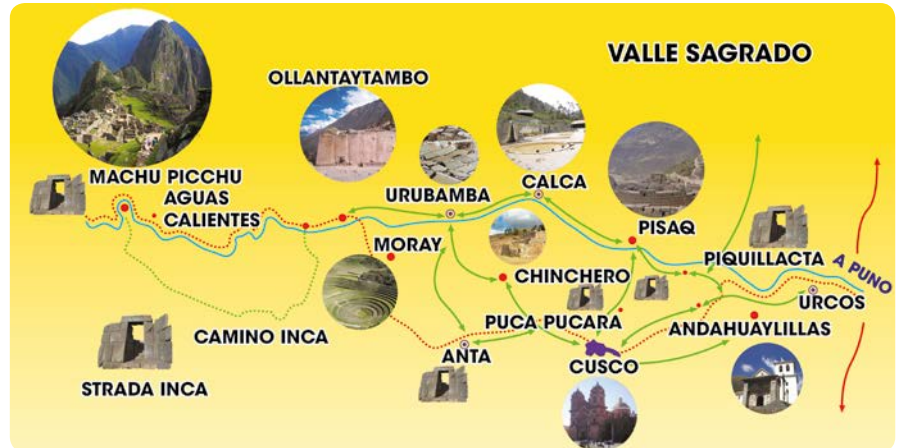 VALLE SAGRADO
OLLANTAYTAMBO
MACHU PICCHU
AGUAS
CALIENTES
URUBAMBA
CALCA
PISAQ
MORAY
CHINCHERO
PIQUILLACTA
A PUNO
URCOS
PUCA PUCARA
ANDAHUAYLILLAS
CAMINO INCA
ANTA
CUSCO
STRADA INCA